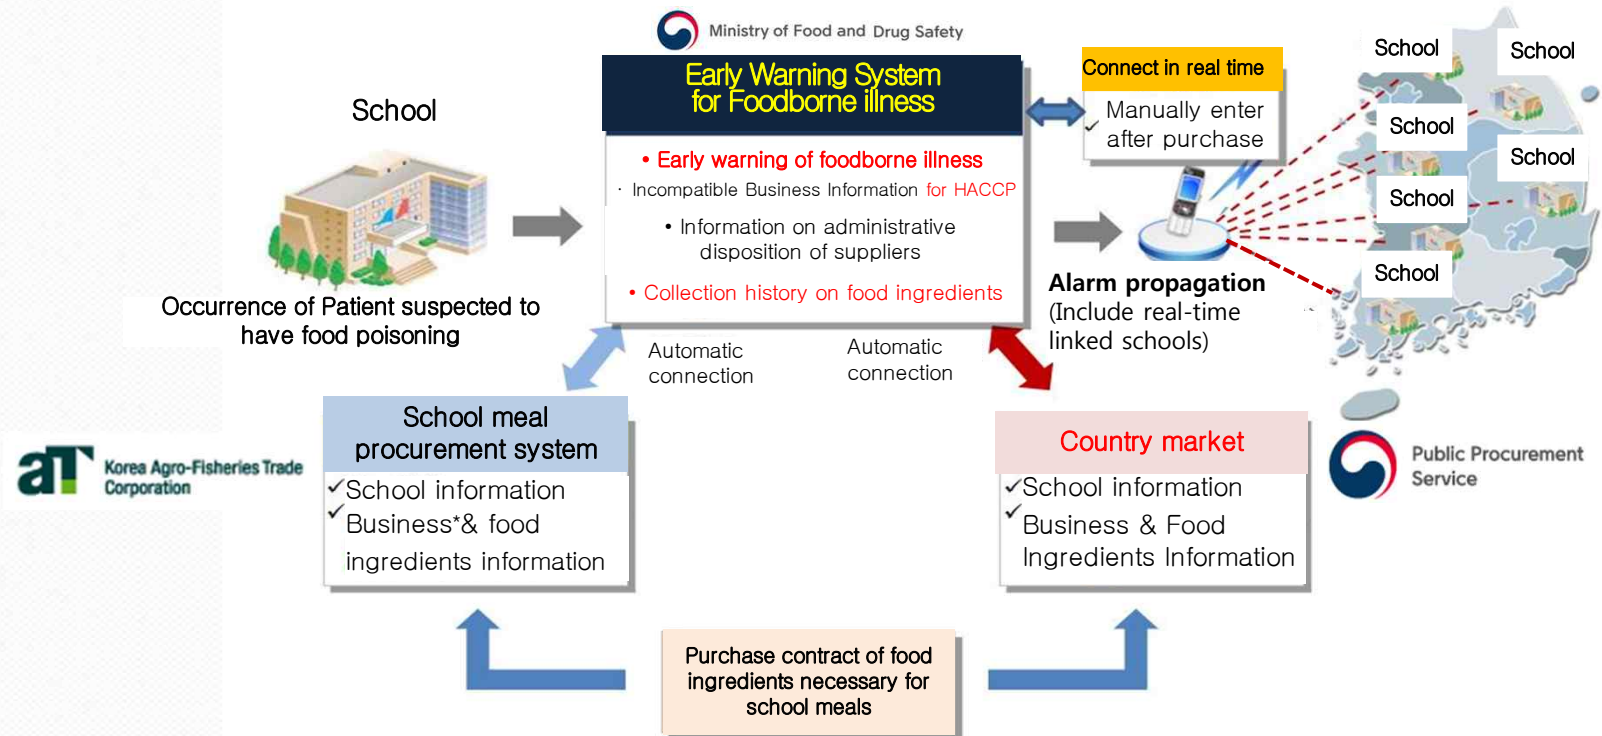 Ministry of Food and Drug Safety
Early Warning System
for Foodborne illness
• Early warning of foodborne illness
· Incompatible Business Information for HACCP
• Information on administrative
disposition of suppliers
• Collection history on food ingredients
School
Occurrence of Patient suspected to
have food poisoning
Connect in real time
✓ Manually enter
after purchase
Alarm propagation
(Include real-time
linked schools)
School
School
School
School
School
School
Automatic
connection
Automatic
connection
aT Korea Agro-Fisheries Trade
Corporation
School meal
procurement system
✓School information
✓Business*& food
ingredients information
Country market
✓School information
✓Business & Food
Ingredients Information
Public Procurement
Service
Purchase contract of food
ingredients necessary for
school meals